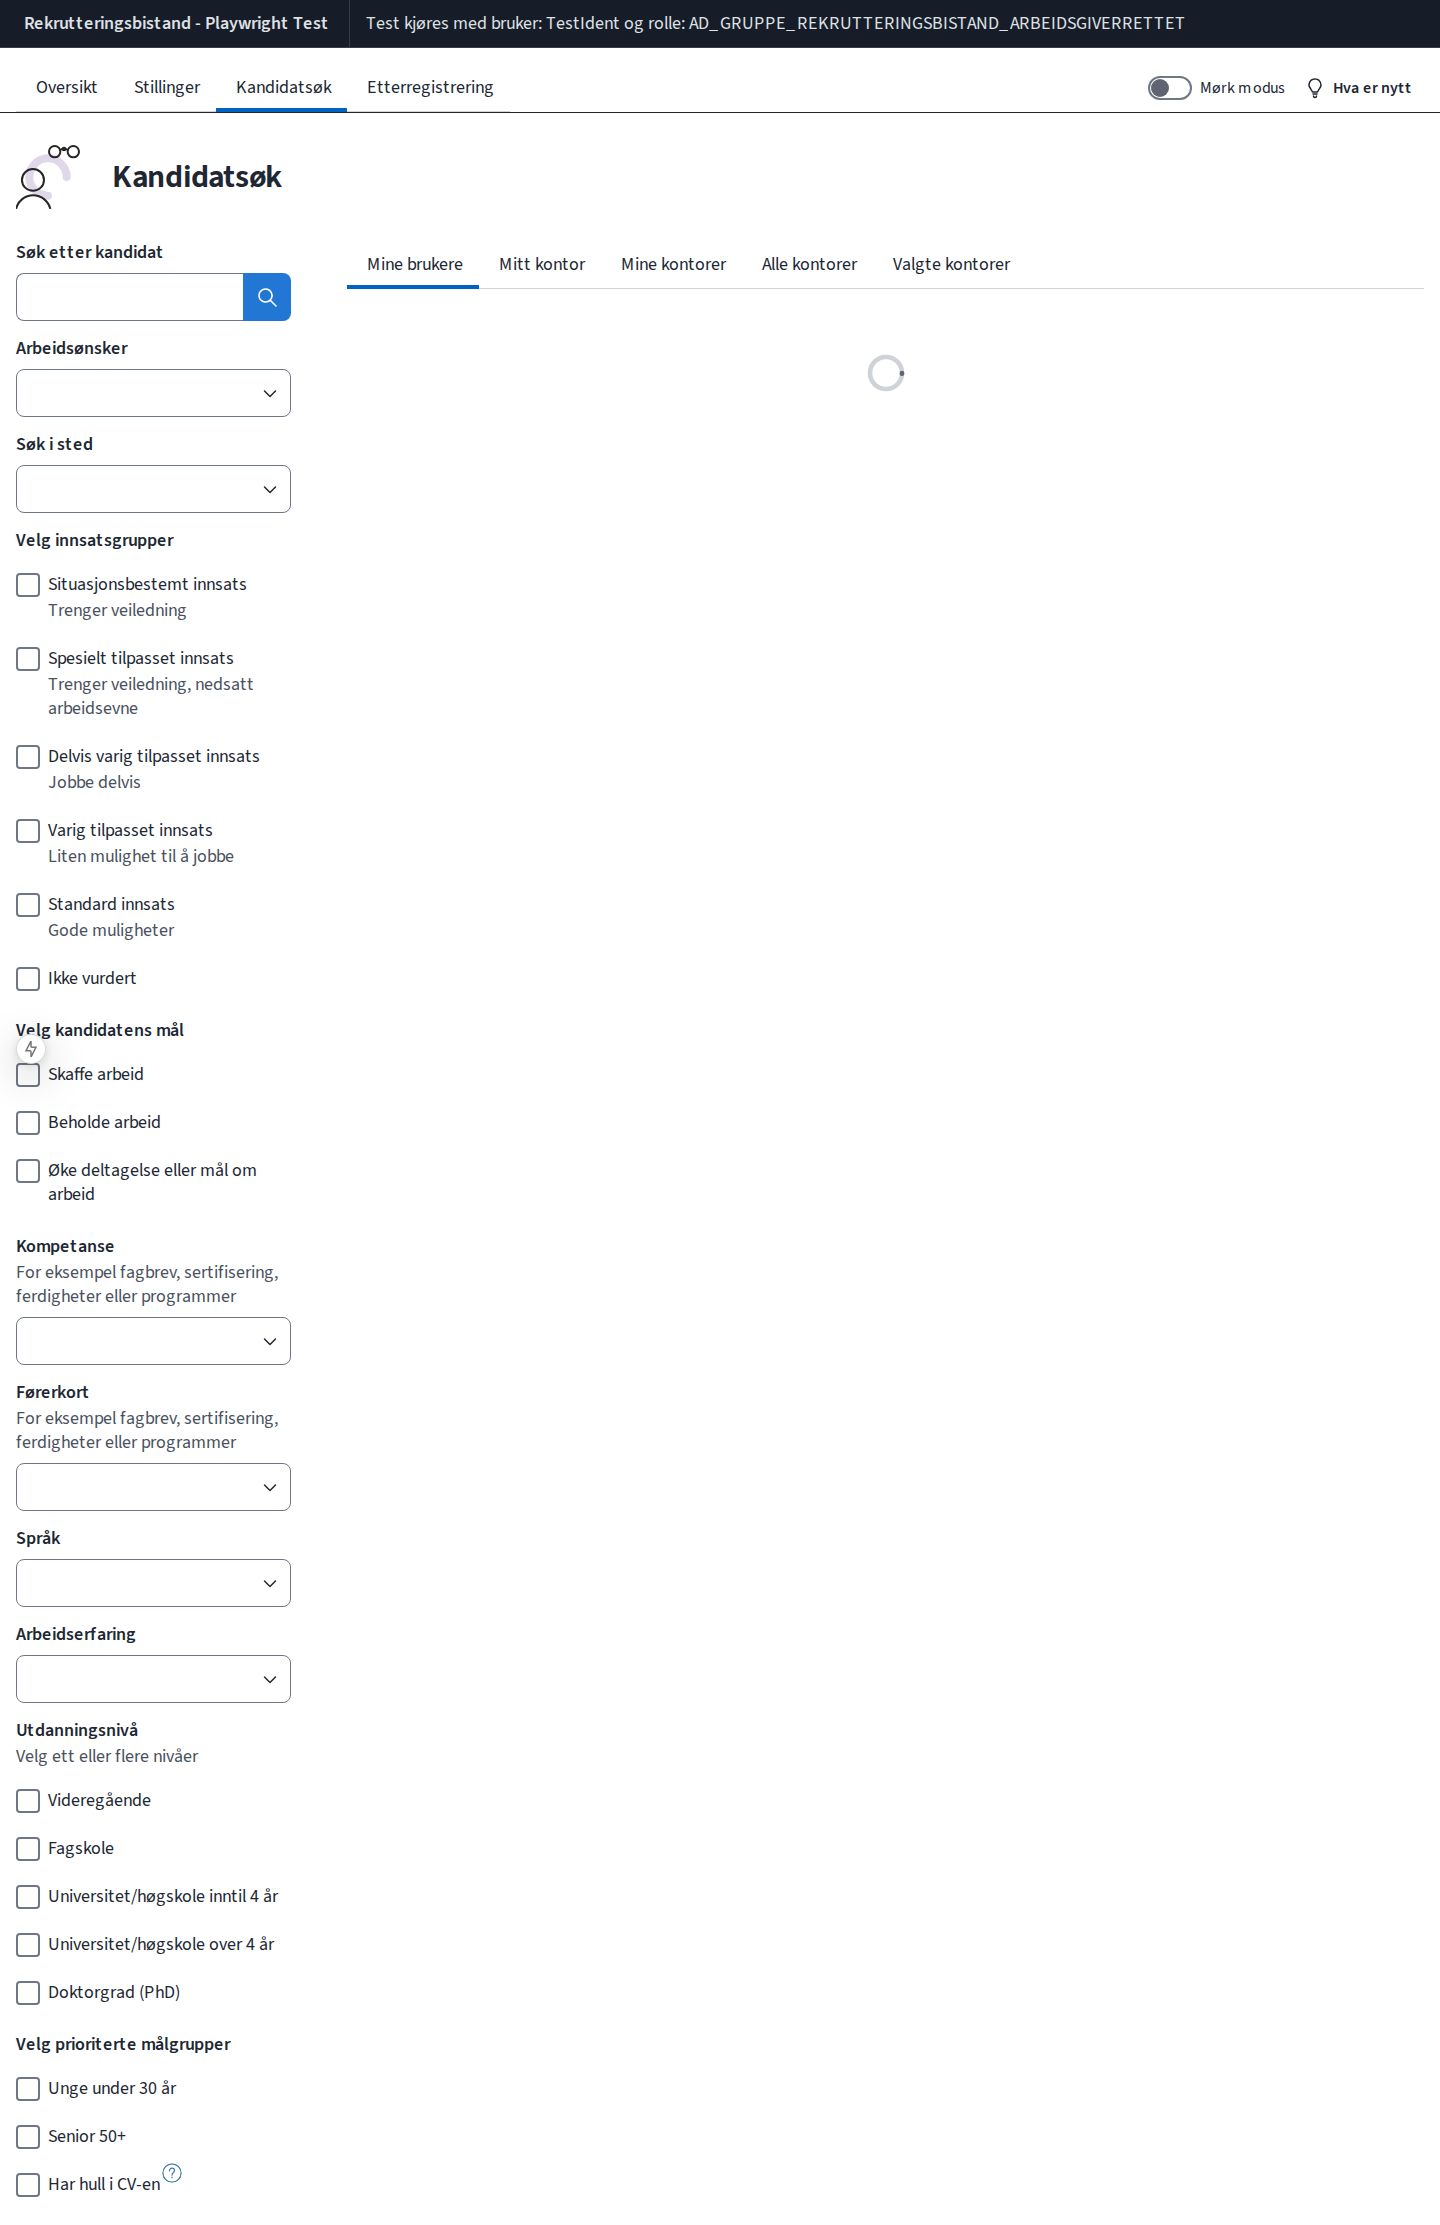 Rekrutteringsbistand - Playwright Test
Test kjøres med bruker: TestIdent og rolle: AD_GRUPPE_REKRUTTERINGSBISTAND_ARBEIDSGIVERRETTET
Oversikt
Stillinger
Kandidatsøk
Etterregistrering
Mørk modus
Hva er nytt
Kandidatsøk
Søk etter kandidat
Arbeidsønsker
Søk i sted
Velg innsatsgrupper
Situasjonsbestemt innsats
Trenger veiledning
Spesielt tilpasset innsats
Trenger veiledning, nedsatt
arbeidsevne
Delvis varig tilpasset innsats
Jobbe delvis
Varig tilpasset innsats
Liten mulighet til å jobbe
Standard innsats
Gode muligheter
Ikke vurdert
Velg kandidatens mål
Skaffe arbeid
Beholde arbeid
Øke deltagelse eller mål om
arbeid
Kompetanse
For eksempel fagbrev, sertifisering,
ferdigheter eller programmer
Førerkort
For eksempel fagbrev, sertifisering,
ferdigheter eller programmer
Språk
Arbeidserfaring
Utdanningsnivå
Velg ett eller flere nivåer
Videregående
Fagskole
Universitet/høgskole inntil 4 år
Universitet/høgskole over 4 år
Doktorgrad (PhD)
Velg prioriterte målgrupper
Unge under 30 år
Senior 50+
Har hull i CV-en
Mine brukere
Mitt kontor
Mine kontorer
Alle kontorer
Valgte kontorer